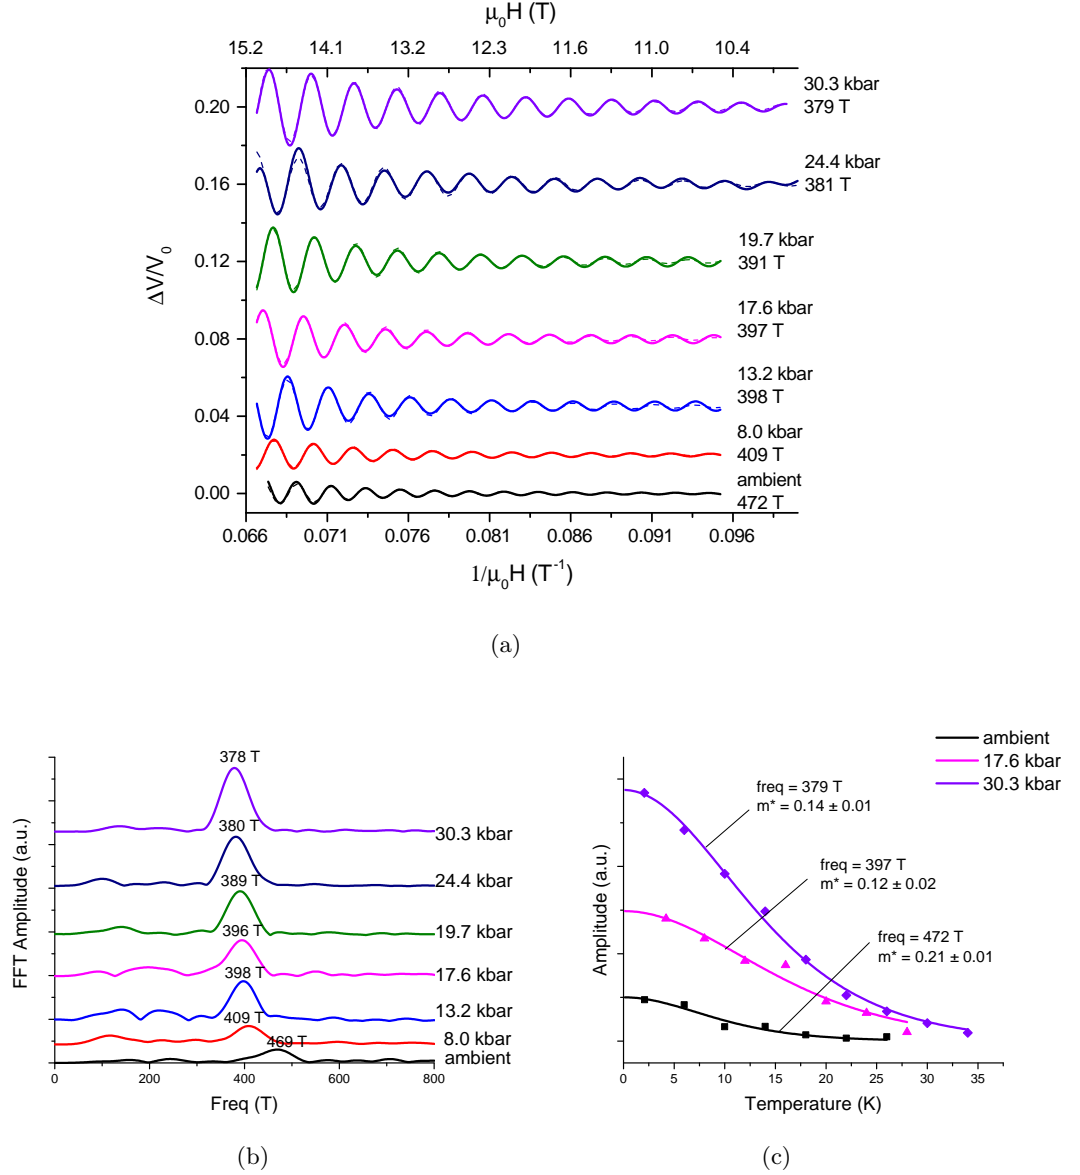 (a)
μ₀H (T)
15.2 14.1 13.2 12.3 11.6 11.0 10.4
30.3 kbar
379 T
24.4 kbar
381 T
19.7 kbar
391 T
17.6 kbar
397 T
13.2 kbar
398 T
8.0 kbar
409 T
ambient
472 T
0.20
0.16
0.12
0.08
0.04
0.00
ΔV/V₀
0.066 0.071 0.076 0.081 0.086 0.091 0.096
1/μ₀H (T⁻¹)
(a)
378 T
380 T
389 T
396 T
398 T
409 T
469 T
30.3 kbar
24.4 kbar
19.7 kbar
17.6 kbar
13.2 kbar
8.0 kbar
ambient
FFT Amplitude (a.u.)
0 200 400 600 800
Freq (T)
(b)
ambient
17.6 kbar
30.3 kbar
freq = 379 T
m* = 0.14 ± 0.01
freq = 397 T
m* = 0.12 ± 0.02
freq = 472 T
m* = 0.21 ± 0.01
Amplitude (a.u.)
0 5 10 15 20 25 30 35
Temperature (K)
(c)